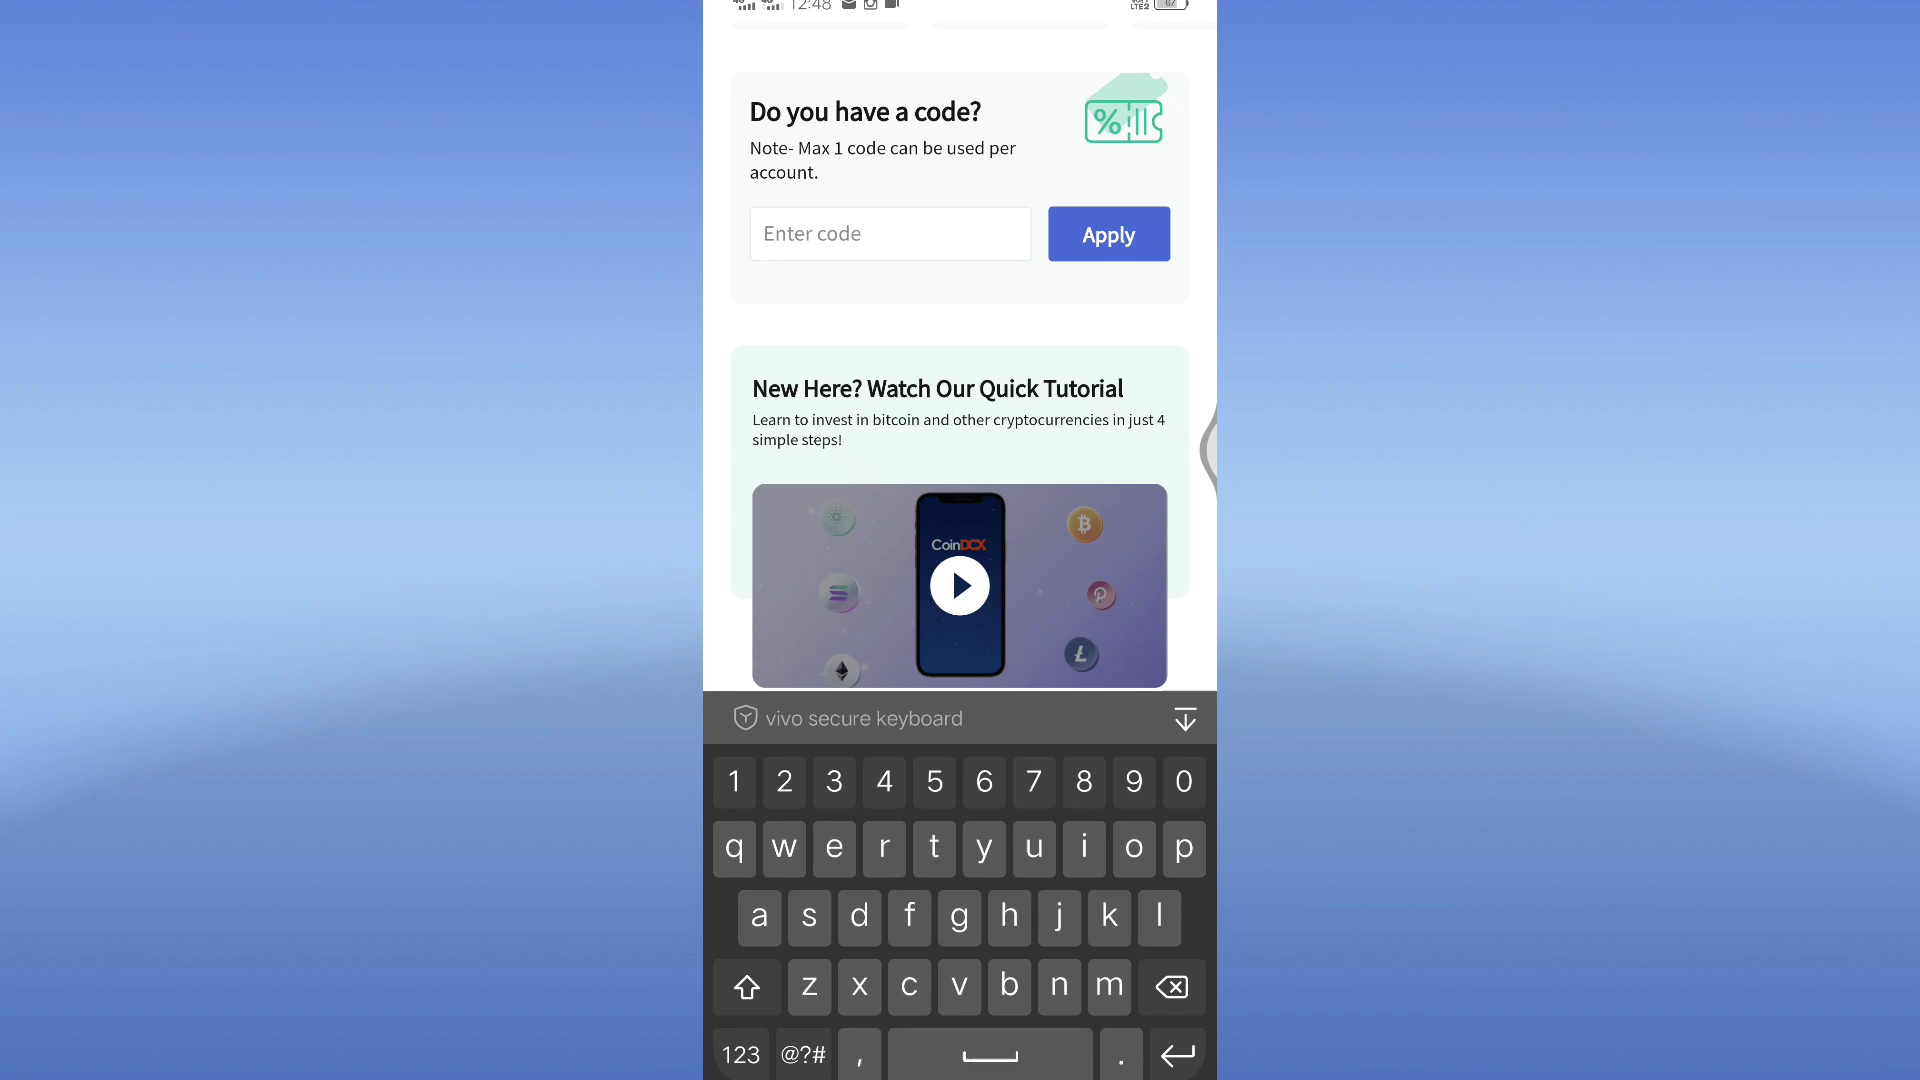 12:48
67
Do you have a code?
Note- Max 1 code can be used per
account.
Enter code
Apply
New Here? Watch Our Quick Tutorial
Learn to invest in bitcoin and other cryptocurrencies in just 4
simple steps!
CoinDCX
vivo secure keyboard
1 2 3 4 5 6 7 8 9 0
q w e r t y u i o p
a s d f g h j k l
z x c v b n m
123 @?# , .